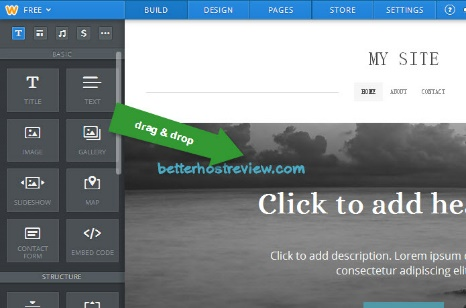 FREE
BUILD DESIGN PAGES STORE SETTINGS
BASIC
TITLE TEXT
IMAGE GALLERY
SLIDESHOW MAP
CONTACT
FORM
EMBED CODE
STRUCTURE
drag & drop
MY SITE
HOME ABOUT CONTACT
betterhostreview.com
Click to add hea
Click to add description. Lorem ipsum
consectetur adipiscing elit